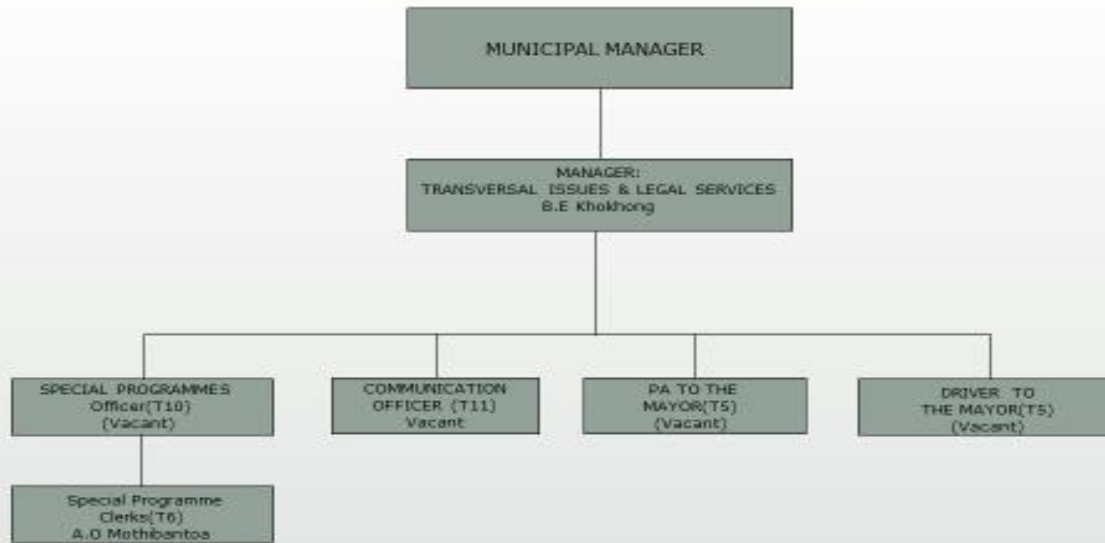 MUNICIPAL MANAGER
MANAGER:
TRANSVERSAL ISSUES & LEGAL SERVICES
B.E Khokhong
SPECIAL PROGRAMMES
Officer(T10)
(Vacant)
COMMUNICATION
OFFICER (T11)
Vacant
PA TO THE
MAYOR(T5)
(Vacant)
DRIVER TO
THE MAYOR(T5)
(Vacant)
Special Programme
Clerks(T6)
A.O Mothibantoa